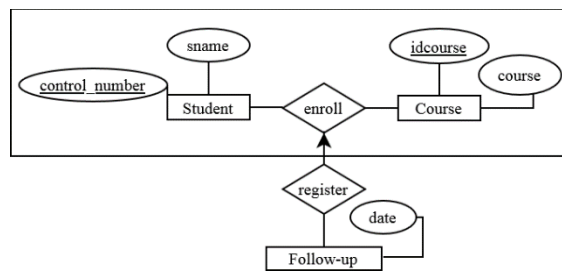 sname
idcourse
control_number
course
Student
enroll
Course
register
date
Follow-up